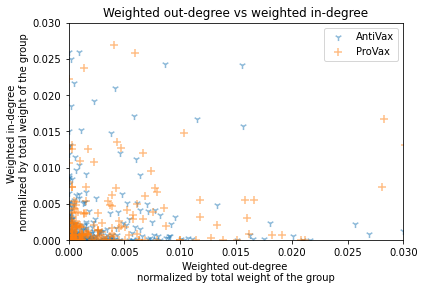 Weighted out-degree vs weighted in-degree
AntiVax
ProVax
Weighted in-degree
normalized by total weight of the group
0.030
0.025
0.020
0.015
0.010
0.005
0.000
0.000 0.005 0.010 0.015 0.020 0.025 0.030
Weighted out-degree
normalized by total weight of the group